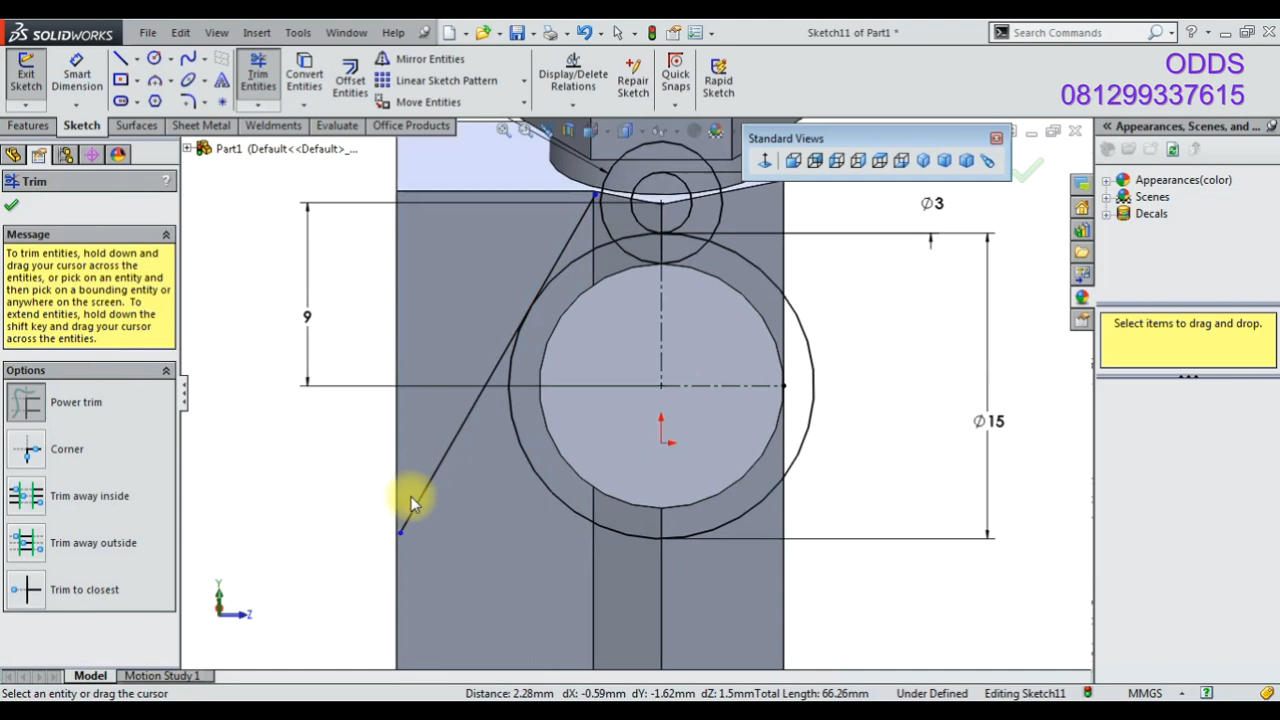 SOLIDWORKS
File
Edit
View
Insert
Tools
Window
Help
Sketch11 of Part1 *
Search Commands
ODDS
081299337615
Exit Sketch
Smart Dimension
Trim Entities
Convert Entities
Offset Entities
Mirror Entities
Linear Sketch Pattern
Move Entities
Display/Delete Relations
Repair Sketch
Quick Snaps
Rapid Sketch
Features
Sketch
Surfaces
Sheet Metal
Weldments
Evaluate
Office Products
Part1 (Default<<Default>_...
Standard Views
Appearances, Scenes, and...
Trim
?
Message
To trim entities, hold down and
drag your cursor across the
entities, or pick on an entity and
then pick on a bounding entity or
anywhere on the screen. To
extend entities, hold down the
shift key and drag your cursor
across the entities.
Options
Power trim
Corner
Trim away inside
Trim away outside
Trim to closest
Appearances(color)
Scenes
Decals
Select items to drag and drop.
Ø3
9
Ø15
Y
Z
Model
Motion Study 1
Select an entity or drag the cursor
Distance: 2.28mm dX: -0.59mm dY: -1.62mm dZ: 1.5mmTotal Length: 66.26mm
Under Defined
Editing Sketch11
MMGS
?